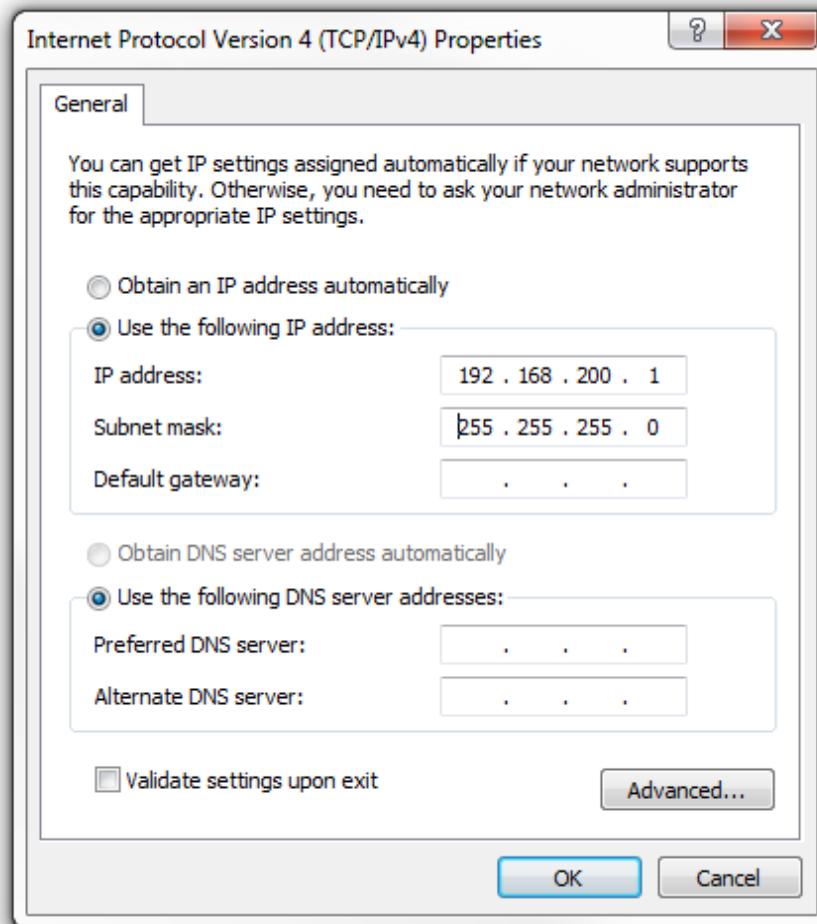 Internet Protocol Version 4 (TCP/IPv4) Properties
General
You can get IP settings assigned automatically if your network supports
this capability. Otherwise, you need to ask your network administrator
for the appropriate IP settings.
Obtain an IP address automatically
Use the following IP address:
IP address: 192 . 168 . 200 . 1
Subnet mask: 255 . 255 . 255 . 0
Default gateway: . . .
Obtain DNS server address automatically
Use the following DNS server addresses:
Preferred DNS server: . . .
Alternate DNS server: . . .
Validate settings upon exit
Advanced...
OK Cancel